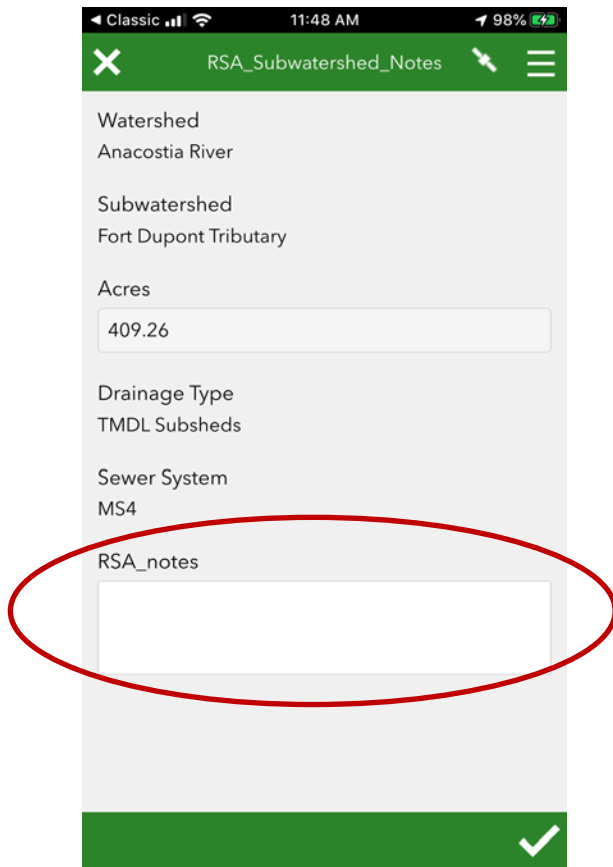 Classic 11:48 AM 98%
RSA_Subwatershed_Notes
Watershed
Anacostia River
Subwatershed
Fort Dupont Tributary
Acres
409.26
Drainage Type
TMDL Subsheds
Sewer System
MS4
RSA_notes